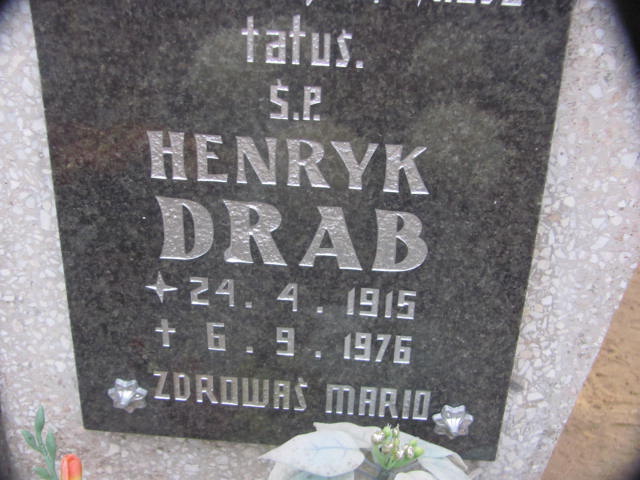 tatuś.
Ś.P.
HENRYK
DRAB
24. 4. 1915
† 6. 9. 1976
ZDROWAŚ MARIO